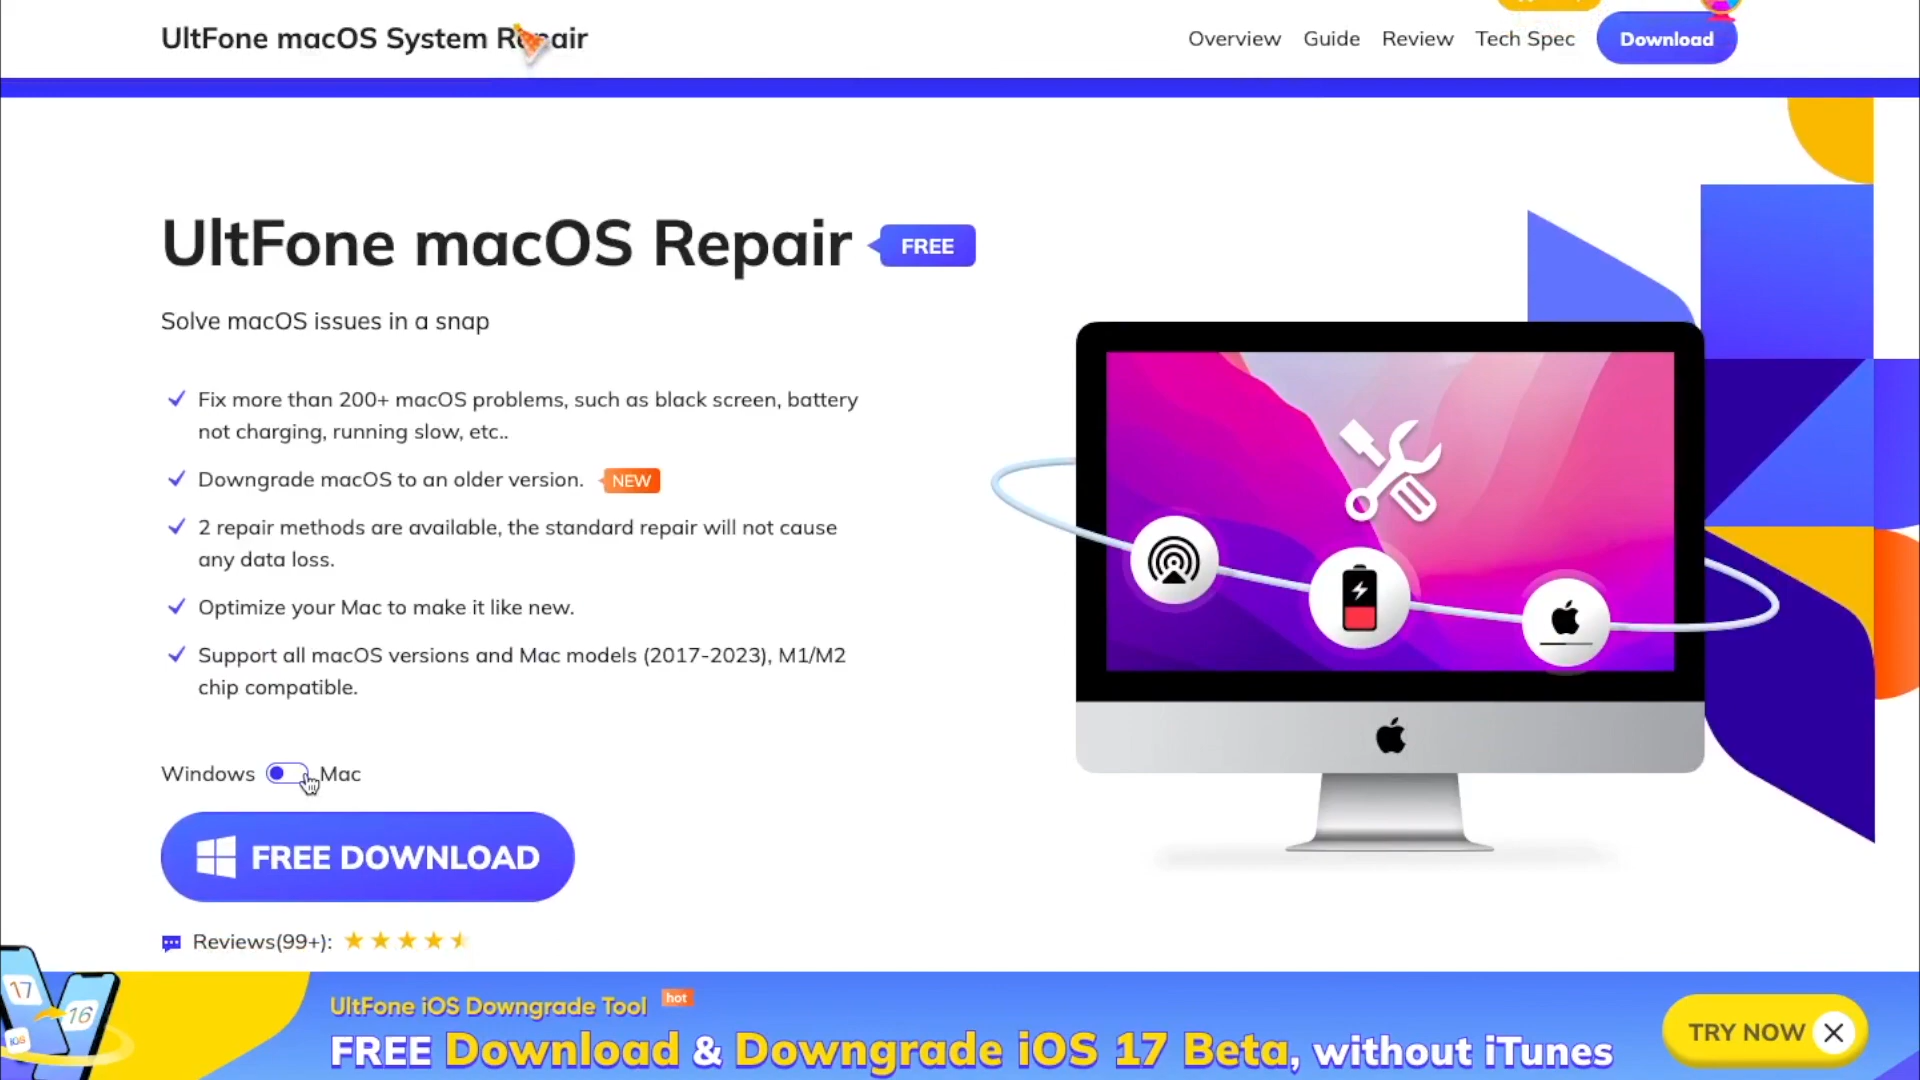 UltFone macOS System Repair
Overview Guide Review Tech Spec Download
UltFone macOS Repair FREE
Solve macOS issues in a snap
Fix more than 200+ macOS problems, such as black screen, battery
not charging, running slow, etc..
Downgrade macOS to an older version. NEW
2 repair methods are available, the standard repair will not cause
any data loss.
Optimize your Mac to make it like new.
Support all macOS versions and Mac models (2017-2023), M1/M2
chip compatible.
Windows Mac
FREE DOWNLOAD
Reviews(99+):
17
16
iOS
UltFone iOS Downgrade Tool hot
FREE Download & Downgrade iOS 17 Beta, without iTunes
TRY NOW